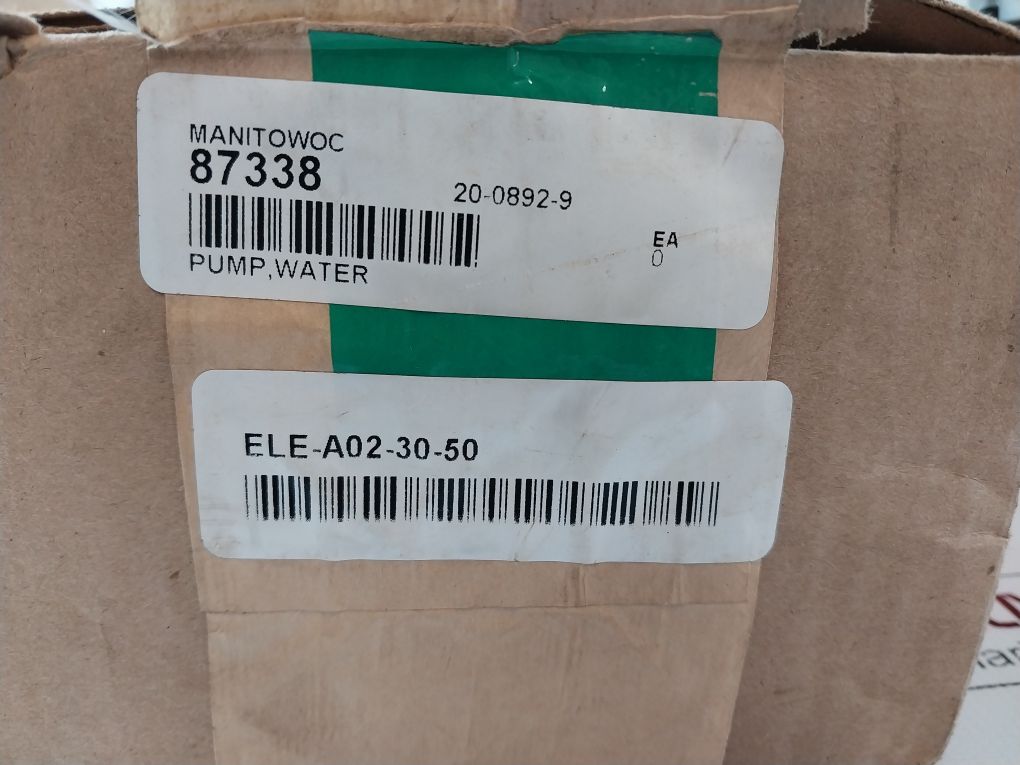 MANITOWOC
87338
20-0892-9
EA
0
PUMP,WATER
ELE-A02-30-50